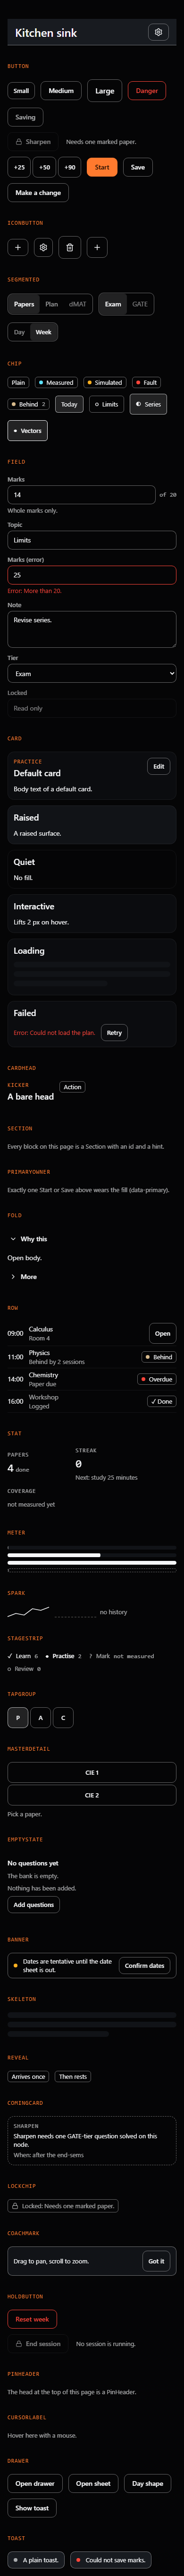 Kitchen sink
BUTTON
Small Medium Large Danger
Saving
Sharpen Needs one marked paper.
+25 +50 +90 Start Save
Make a change
ICONBUTTON
SEGMENTED
Papers Plan dMAT Exam GATE
Day Week
CHIP
Plain Measured Simulated Fault
Behind 2 Today Limits Series
Vectors
FIELD
Marks
14 of 20
Whole marks only.
Topic
Limits
Marks (error)
25
Error: More than 20.
Note
Revise series.
Tier
Exam
Locked
Read only
CARD
PRACTICE
Default card Edit
Body text of a default card.
Raised
A raised surface.
Quiet
No fill.
Interactive
Lifts 2 px on hover.
Loading
Failed
Error: Could not load the plan. Retry
CARDHEAD
KICKER
A bare head Action
SECTION
Every block on this page is a Section with an id and a hint.
PRIMARYOWNER
Exactly one Start or Save above wears the fill (data-primary).
FOLD
Why this
Open body.
More
ROW
09:00 Calculus
Room 4 Open
11:00 Physics
Behind by 2 sessions Behind
14:00 Chemistry
Paper due Overdue
16:00 Workshop
Logged ✓ Done
STAT
PAPERS
4 done
STREAK
0
Next: study 25 minutes
COVERAGE
not measured yet
METER
SPARK
no history
STAGESTRIP
✓ Learn 6 Practise 2 ? Mark not measured
Review 0
TAPGROUP
P A C
MASTERDETAIL
CIE 1
CIE 2
Pick a paper.
EMPTYSTATE
No questions yet
The bank is empty.
Nothing has been added.
Add questions
BANNER
Dates are tentative until the date
sheet is out. Confirm dates
SKELETON
REVEAL
Arrives once Then rests
COMINGCARD
SHARPEN
Sharpen needs one GATE-tier question solved on this
node.
When: after the end-sems
LOCKCHIP
Locked: Needs one marked paper.
COACHMARK
Drag to pan, scroll to zoom. Got it
HOLDBUTTON
Reset week
End session No session is running.
PINHEADER
The head at the top of this page is a PinHeader.
CURSORLABEL
Hover here with a mouse.
DRAWER
Open drawer Open sheet Day shape
Show toast
TOAST
A plain toast. Could not save marks.